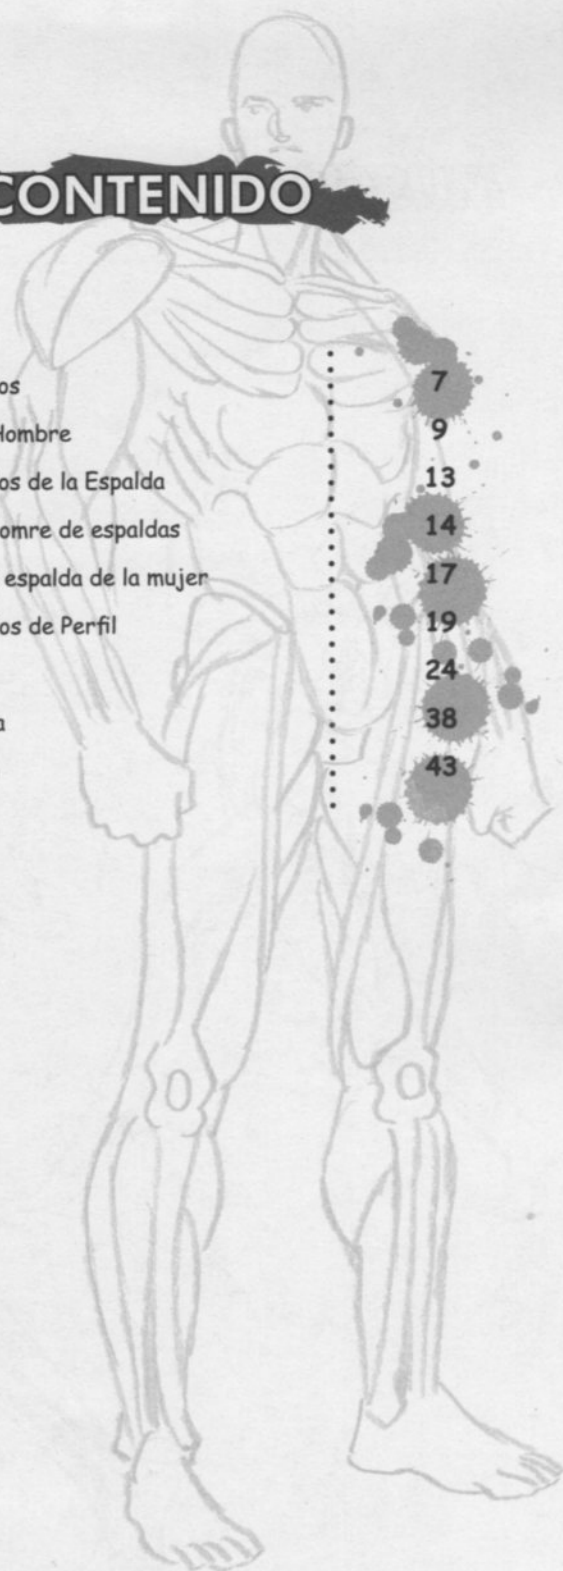 CONTENIDO
os 7
Hombre 9
os de la Espalda 13
omre de espaldas 14
espalda de la mujer 17
os de Perfil 19
24
a 38
43